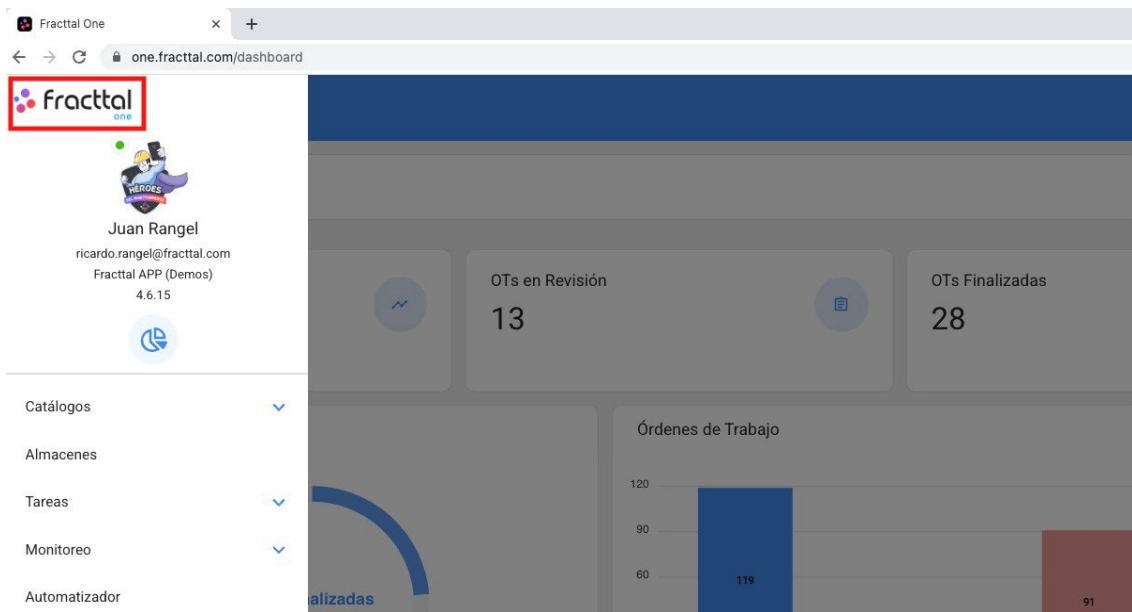 Fracttal One
one.fracttal.com/dashboard
fracttal
one
HÉROES
Juan Rangel
ricardo.rangel@fracttal.com
Fracttal APP (Demos)
4.6.15
OTs en Revisión
13
OTs Finalizadas
28
Catálogos
Almacenes
Tareas
Monitoreo
Automatizador
alizadas
Órdenes de Trabajo
120
90
60
119
91